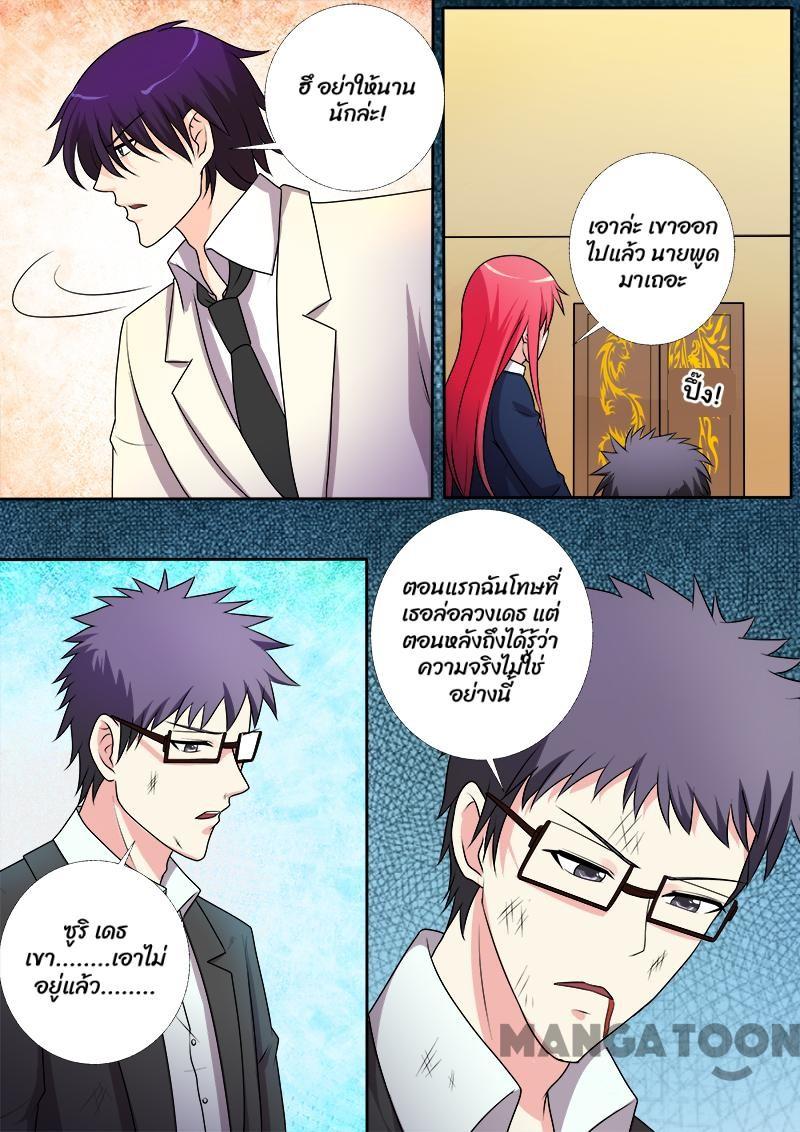 ฮึ อย่าให้นาน
นักล่ะ!
เอาล่ะ เขาออก
ไปแล้ว นายพูด
มาเถอะ
ปึ๊ง!
ซูริ เดธ
เขา........เอาไม่
อยู่แล้ว........
ตอนแรกฉันโทษที่
เธอล่อลวงเดธ แต่
ตอนหลังถึงได้รู้ว่า
ความจริงไม่ใช่
อย่างนี้
MANGATOON